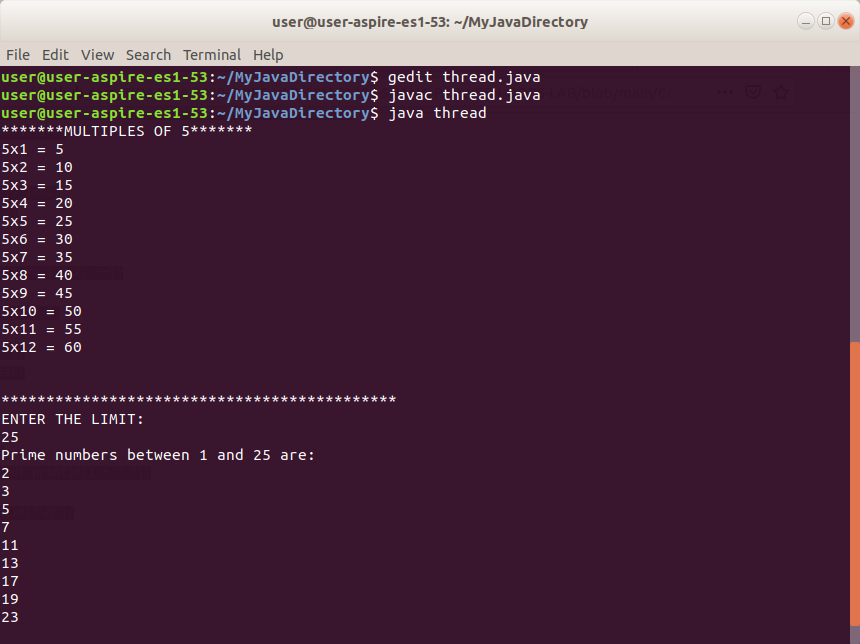 user@user-aspire-es1-53: ~/MyJavaDirectory
File Edit View Search Terminal Help
user@user-aspire-es1-53:~/MyJavaDirectory$ gedit thread.java
user@user-aspire-es1-53:~/MyJavaDirectory$ javac thread.java
user@user-aspire-es1-53:~/MyJavaDirectory$ java thread
*******MULTIPLES OF 5*******
5x1 = 5
5x2 = 10
5x3 = 15
5x4 = 20
5x5 = 25
5x6 = 30
5x7 = 35
5x8 = 40
5x9 = 45
5x10 = 50
5x11 = 55
5x12 = 60
********************************************
ENTER THE LIMIT:
25
Prime numbers between 1 and 25 are:
2
3
5
7
11
13
17
19
23